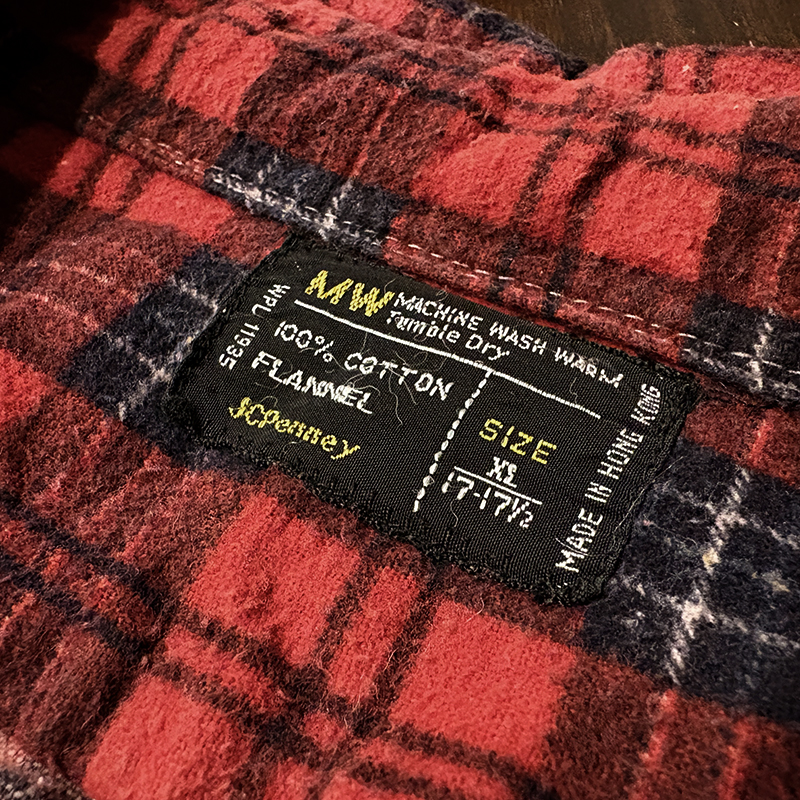 MW MACHINE WASH WARM
Tumble Dry
WPL 11935
100% COTTON
FLANNEL
JCPenney
SIZE
XL
17-17½
MADE IN HONG KONG